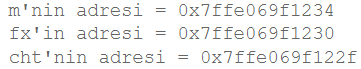 m'nin adresi = 0x7ffe069f1234
fx'in adresi = 0x7ffe069f1230
cht'nin adresi = 0x7ffe069f122f